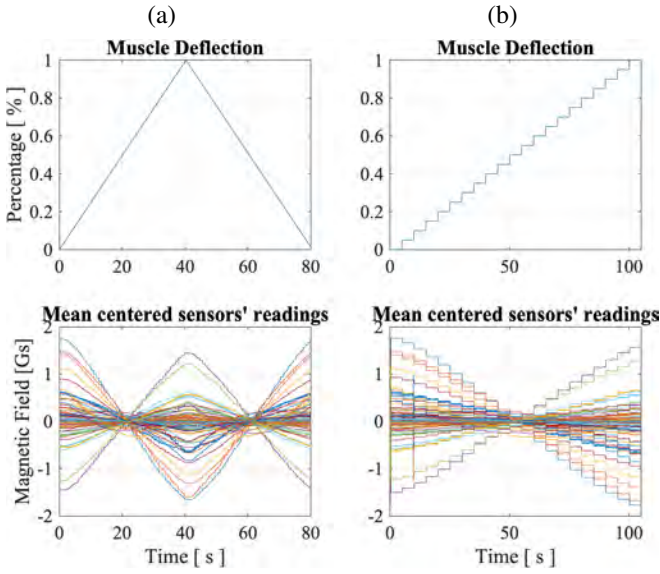 (a)
(b)
Muscle Deflection
Muscle Deflection
Percentage [ % ]
1
0.8
0.6
0.4
0.2
0
0 20 40 60 80
1
0.8
0.6
0.4
0.2
0
0 50 100
Mean centered sensors' readings
Mean centered sensors' readings
Magnetic Field [Gs]
2
1
0
-1
-2
0 20 40 60 80
Time [ s ]
2
1
0
-1
-2
0 50 100
Time [ s ]